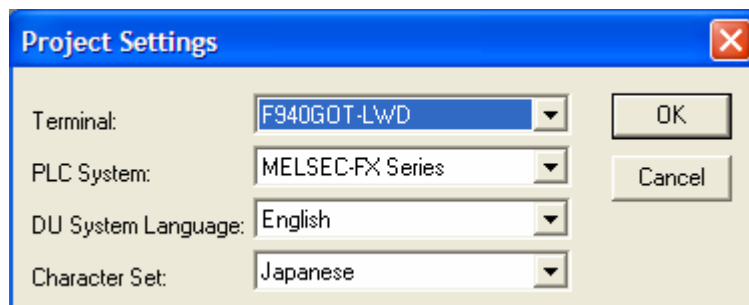 Project Settings
Terminal: F940GOT-LWD OK
PLC System: MELSEC-FX Series Cancel
DU System Language: English
Character Set: Japanese